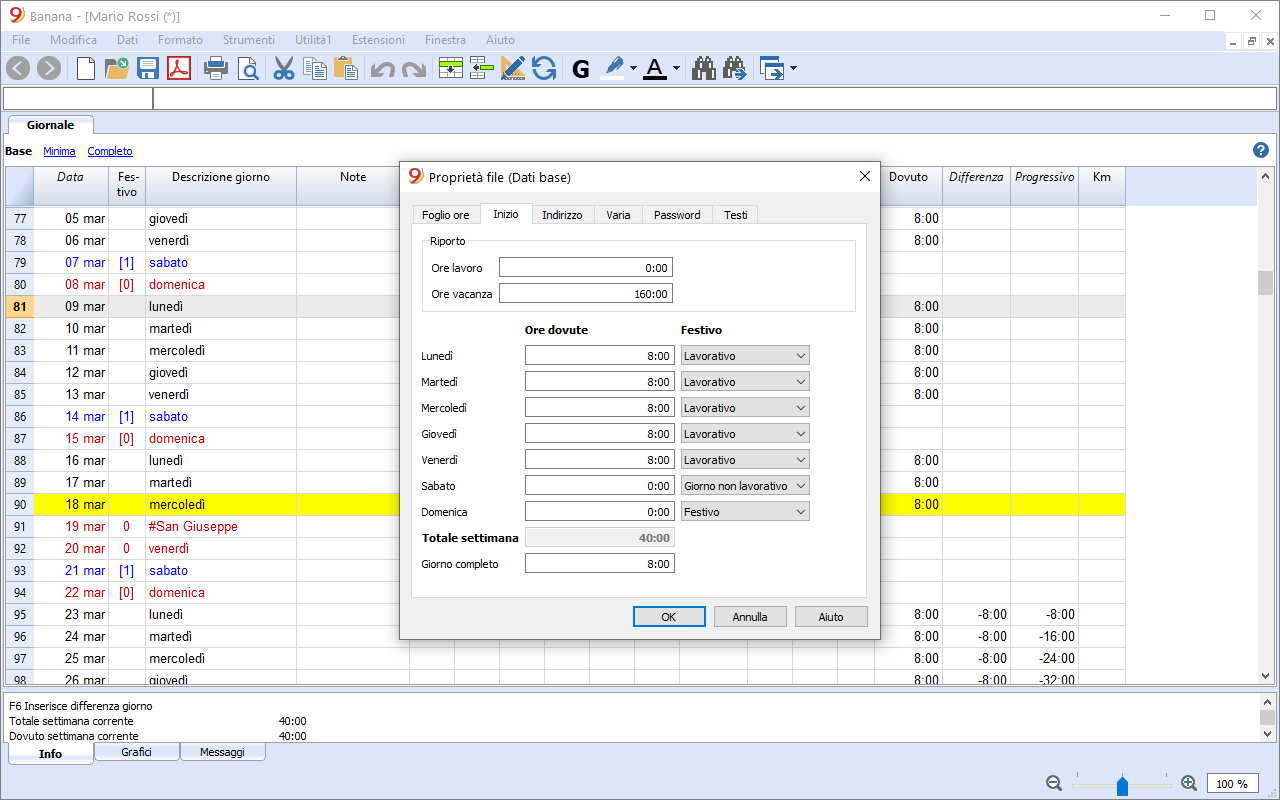 Banana - [Mario Rossi (*)]
File Modifica Dati Formato Strumenti Utilità1 Estensioni Finestra Aiuto
G A
Giornale
Base Minima Completo
Data Fes-tivo Descrizione giorno Note Dovuto Differenza Progressivo Km
77 05 mar giovedì 8:00
78 06 mar venerdì 8:00
79 07 mar [1] sabato
80 08 mar [0] domenica
81 09 mar lunedì 8:00
82 10 mar martedì 8:00
83 11 mar mercoledì 8:00
84 12 mar giovedì 8:00
85 13 mar venerdì 8:00
86 14 mar [1] sabato
87 15 mar [0] domenica
88 16 mar lunedì 8:00
89 17 mar martedì 8:00
90 18 mar mercoledì 8:00
91 19 mar 0 #San Giuseppe
92 20 mar 0 venerdì
93 21 mar [1] sabato
94 22 mar [0] domenica
95 23 mar lunedì 8:00 -8:00 -8:00
96 24 mar martedì 8:00 -8:00 -16:00
97 25 mar mercoledì 8:00 -8:00 -24:00
98 26 mar giovedì 8:00 -8:00 -32:00
Proprietà file (Dati base)
Foglio ore Inizio Indirizzo Varia Password Testi
Riporto
Ore lavoro 0:00
Ore vacanza 160:00
Ore dovute Festivo
Lunedì 8:00 Lavorativo
Martedì 8:00 Lavorativo
Mercoledì 8:00 Lavorativo
Giovedì 8:00 Lavorativo
Venerdì 8:00 Lavorativo
Sabato 0:00 Giorno non lavorativo
Domenica 0:00 Festivo
Totale settimana 40:00
Giorno completo 8:00
OK Annulla Aiuto
F6 Inserisce differenza giorno
Totale settimana corrente 40:00
Dovuto settimana corrente 40:00
Info Grafici Messaggi
100 %